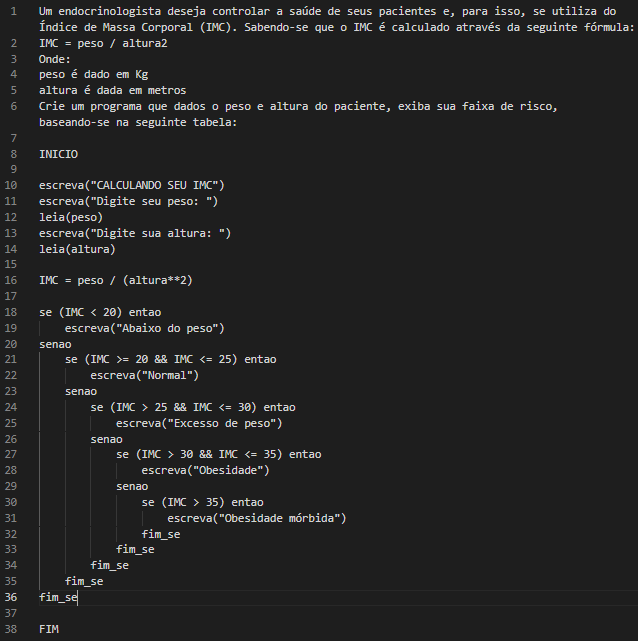 1 Um endocrinologista deseja controlar a saúde de seus pacientes e, para isso, se utiliza do
Índice de Massa Corporal (IMC). Sabendo-se que o IMC é calculado através da seguinte fórmula:
2 IMC = peso / altura2
3 Onde:
4 peso é dado em Kg
5 altura é dada em metros
6 Crie um programa que dados o peso e altura do paciente, exiba sua faixa de risco,
baseando-se na seguinte tabela:
7
8 INICIO
9
10 escreva("CALCULANDO SEU IMC")
11 escreva("Digite seu peso: ")
12 leia(peso)
13 escreva("Digite sua altura: ")
14 leia(altura)
15
16 IMC = peso / (altura**2)
17
18 se (IMC < 20) entao
19 escreva("Abaixo do peso")
20 senao
21 se (IMC >= 20 && IMC <= 25) entao
22 escreva("Normal")
23 senao
24 se (IMC > 25 && IMC <= 30) entao
25 escreva("Excesso de peso")
26 senao
27 se (IMC > 30 && IMC <= 35) entao
28 escreva("Obesidade")
29 senao
30 se (IMC > 35) entao
31 escreva("Obesidade mórbida")
32 fim_se
33 fim_se
34 fim_se
35 fim_se
36 fim_se
37
38 FIM